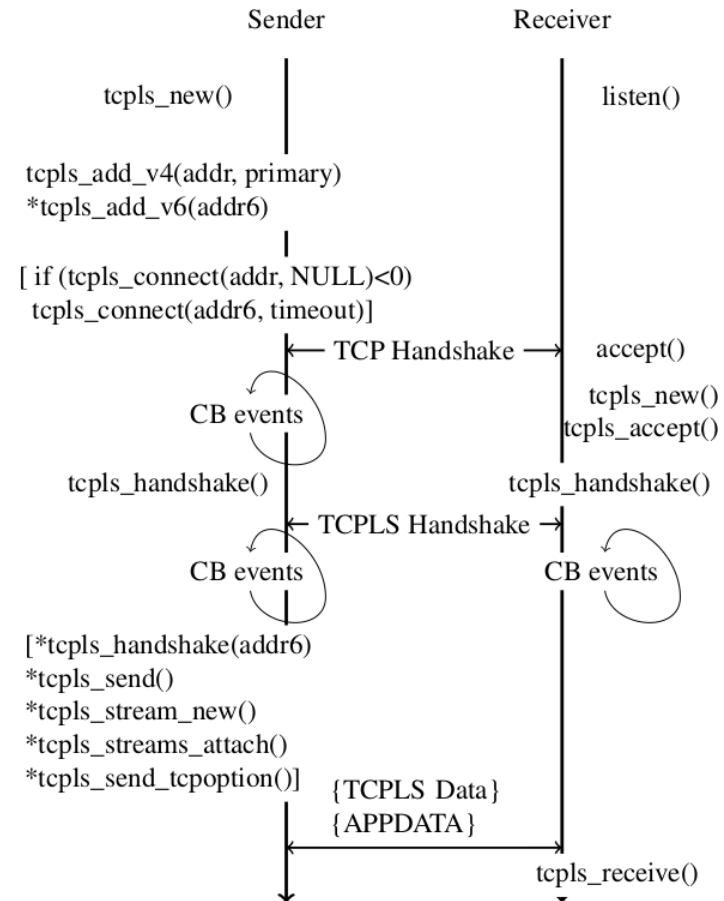 Sender Receiver
tcpls_new() listen()
tcpls_add_v4(addr, primary)
*tcpls_add_v6(addr6)
[ if (tcpls_connect(addr, NULL)<0)
tcpls_connect(addr6, timeout)]
TCP Handshake accept()
tcpls_new()
CB events tcpls_accept()
tcpls_handshake() tcpls_handshake()
TCPLS Handshake
CB events CB events
[*tcpls_handshake(addr6)
*tcpls_send()
*tcpls_stream_new()
*tcpls_streams_attach()
*tcpls_send_tcpoption()]
{TCPLS Data}
{APPDATA}
tcpls_receive()